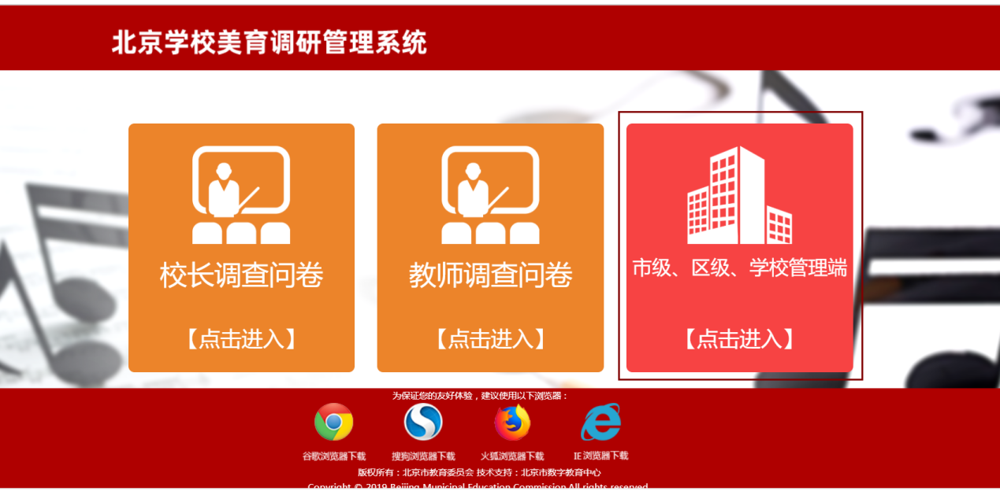 北京学校美育调研管理系统
校长调查问卷
教师调查问卷
市级、区级、学校管理端
【点击进入】
【点击进入】
【点击进入】
为保证您的友好体验，建议使用以下浏览器：
谷歌浏览器下载
搜狗浏览器下载
火狐浏览器下载
IE 浏览器下载
版权所有：北京市教育委员会 技术支持：北京市数字教育中心
Copyright © 2019 Beijing Municipal Education Commission All rights reserved